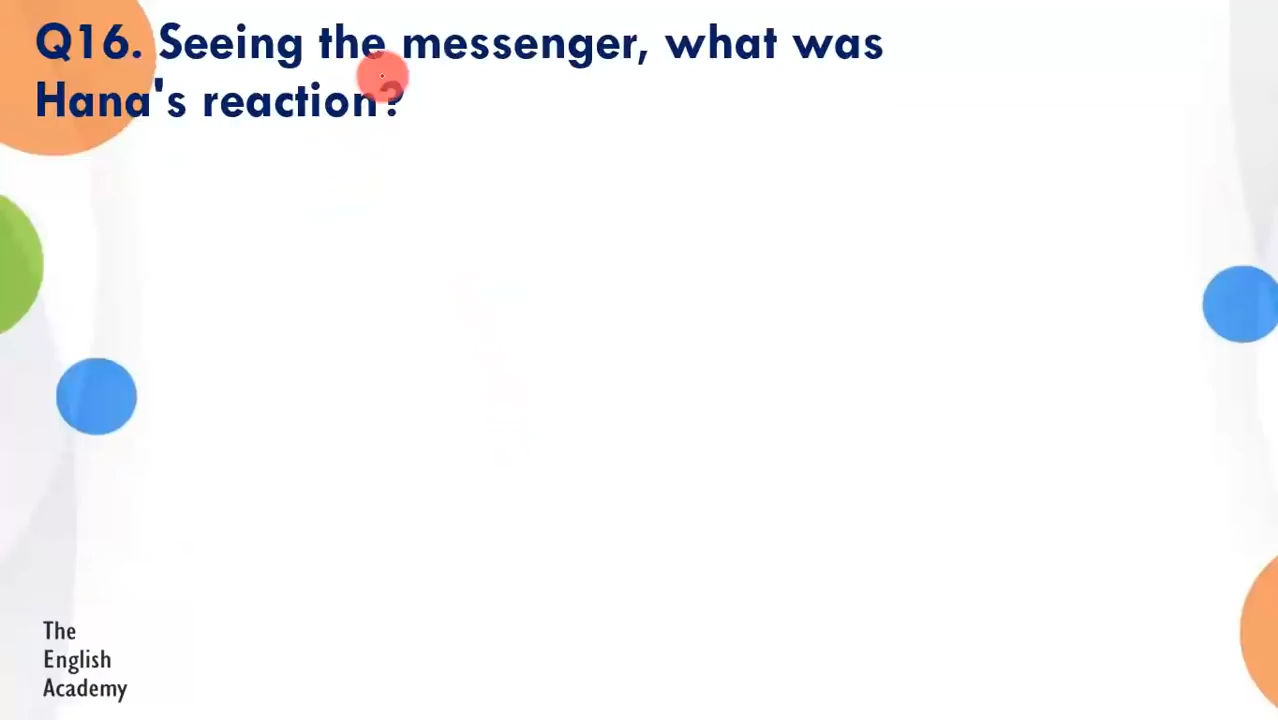 Q16. Seeing the messenger, what was
Hana's reaction?
The
English
Academy